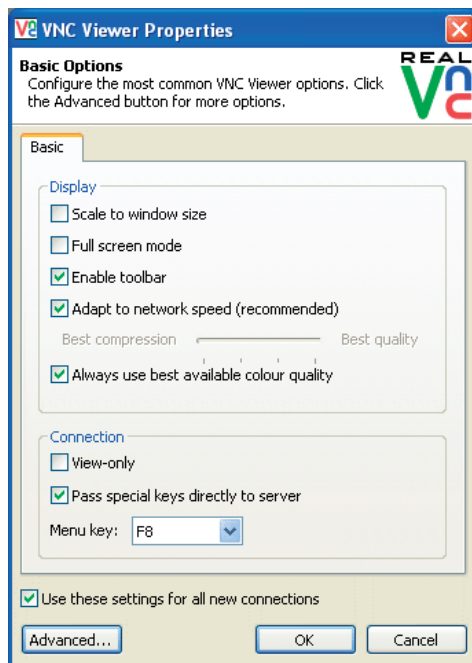 VNC Viewer Properties
Basic Options
Configure the most common VNC Viewer options. Click
the Advanced button for more options.
REAL
VNC
Basic
Display
Scale to window size
Full screen mode
Enable toolbar
Adapt to network speed (recommended)
Best compression Best quality
Always use best available colour quality
Connection
View-only
Pass special keys directly to server
Menu key: F8
Use these settings for all new connections
Advanced... OK Cancel